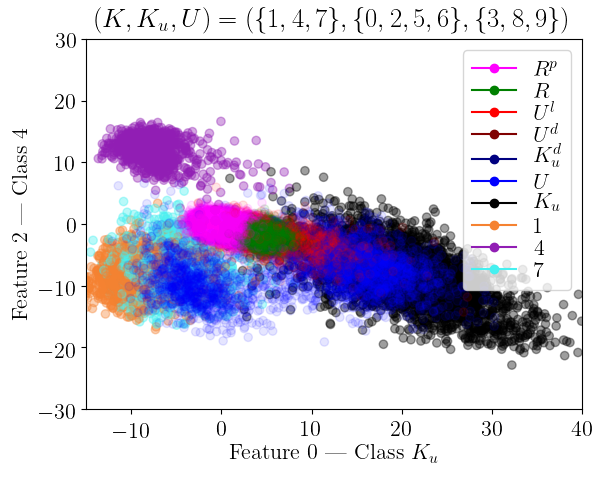 (K, K_u, U) = ({1, 4, 7}, {0, 2, 5, 6}, {3, 8, 9})
30
20
10
0
−10
−20
−30
Feature 2 — Class 4
R^p
R
U^l
U^d
K_u^d
U
K_u
1
4
7
−10
0
10
20
30
40
Feature 0 — Class K_u